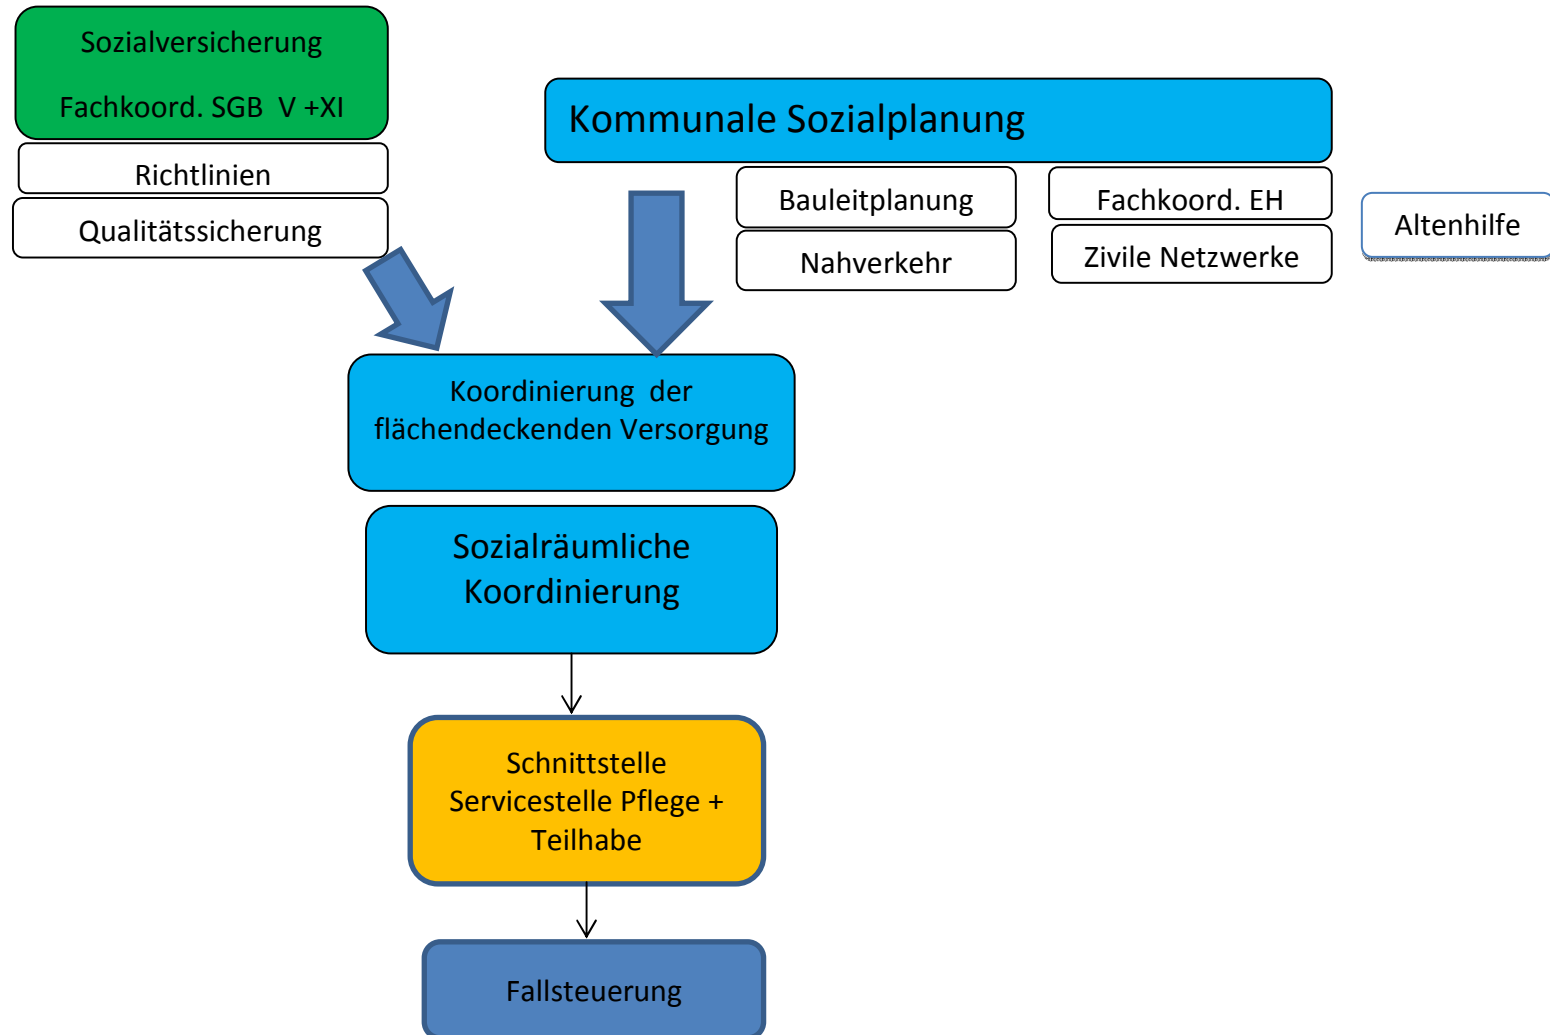 Sozialversicherung
Fachkoord. SGB V +XI
Richtlinien
Qualitätssicherung
Kommunale Sozialplanung
Bauleitplanung
Nahverkehr
Fachkoord. EH
Zivile Netzwerke
Altenhilfe
Koordinierung der
flächendeckenden Versorgung
Sozialräumliche
Koordinierung
Schnittstelle
Servicestelle Pflege +
Teilhabe
Fallsteuerung